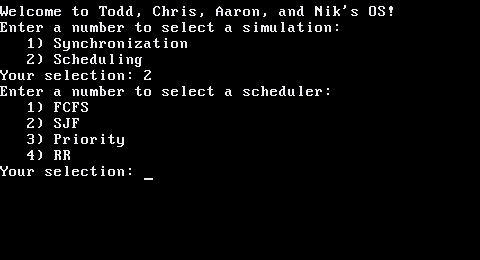 Welcome to Todd, Chris, Aaron, and Nik's OS!
Enter a number to select a simulation:
   1) Synchronization
   2) Scheduling
Your selection: 2
Enter a number to select a scheduler:
   1) FCFS
   2) SJF
   3) Priority
   4) RR
Your selection: _